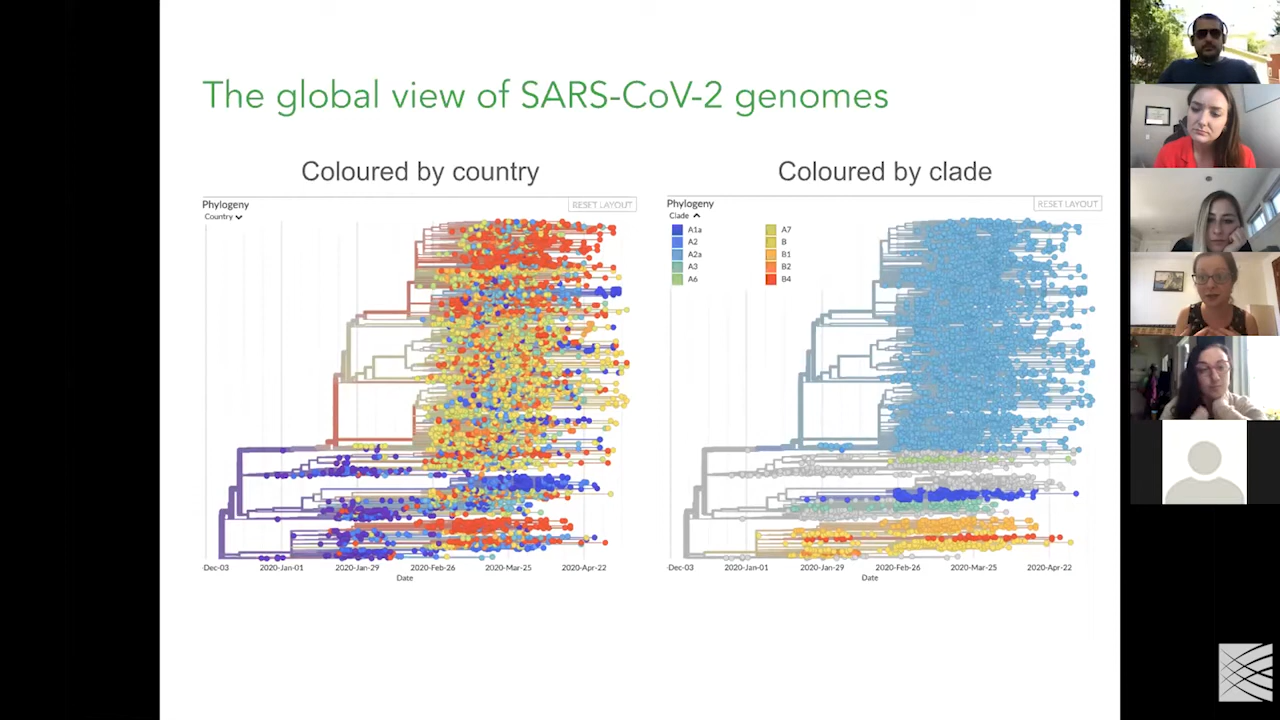 The global view of SARS-CoV-2 genomes
Coloured by country
Phylogeny
RESET LAYOUT
Country
Dec-03 2020-Jan-01 2020-Jan-29 2020-Feb-26 2020-Mar-25 2020-Apr-22
Date
Coloured by clade
Phylogeny
RESET LAYOUT
Clade
A1a
A2
A2a
A3
A6
A7
B
B1
B2
B4
-Dec-03 2020-Jan-01 2020-Jan-29 2020-Feb-26 2020-Mar-25 2020-Apr-22
Date